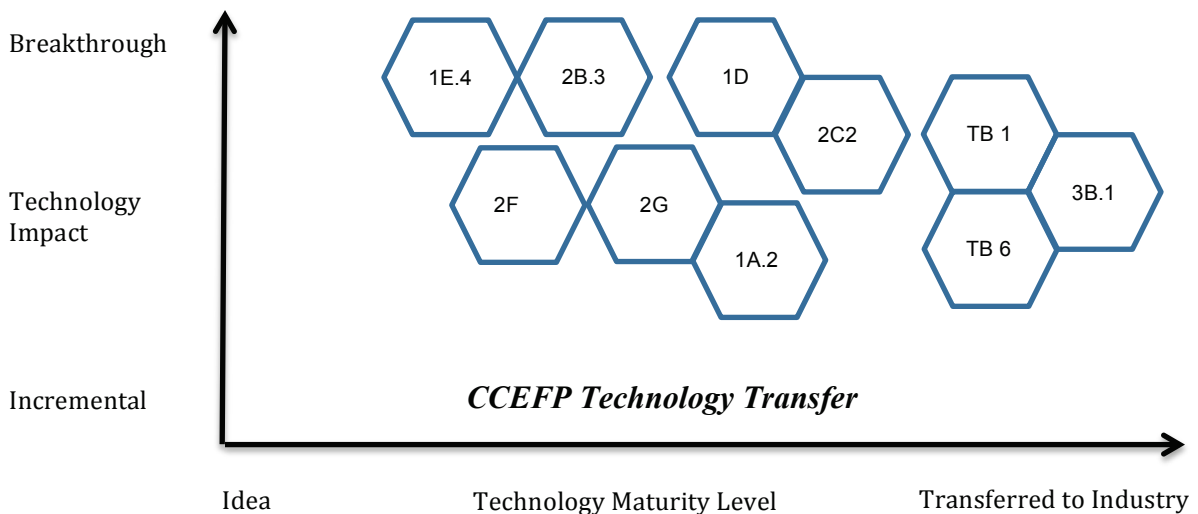 Breakthrough
1E.4
2B.3
1D
2C2
TB 1
3B.1
Technology
Impact
2F
2G
1A.2
TB 6
Incremental
CCEFP Technology Transfer
Idea
Technology Maturity Level
Transferred to Industry